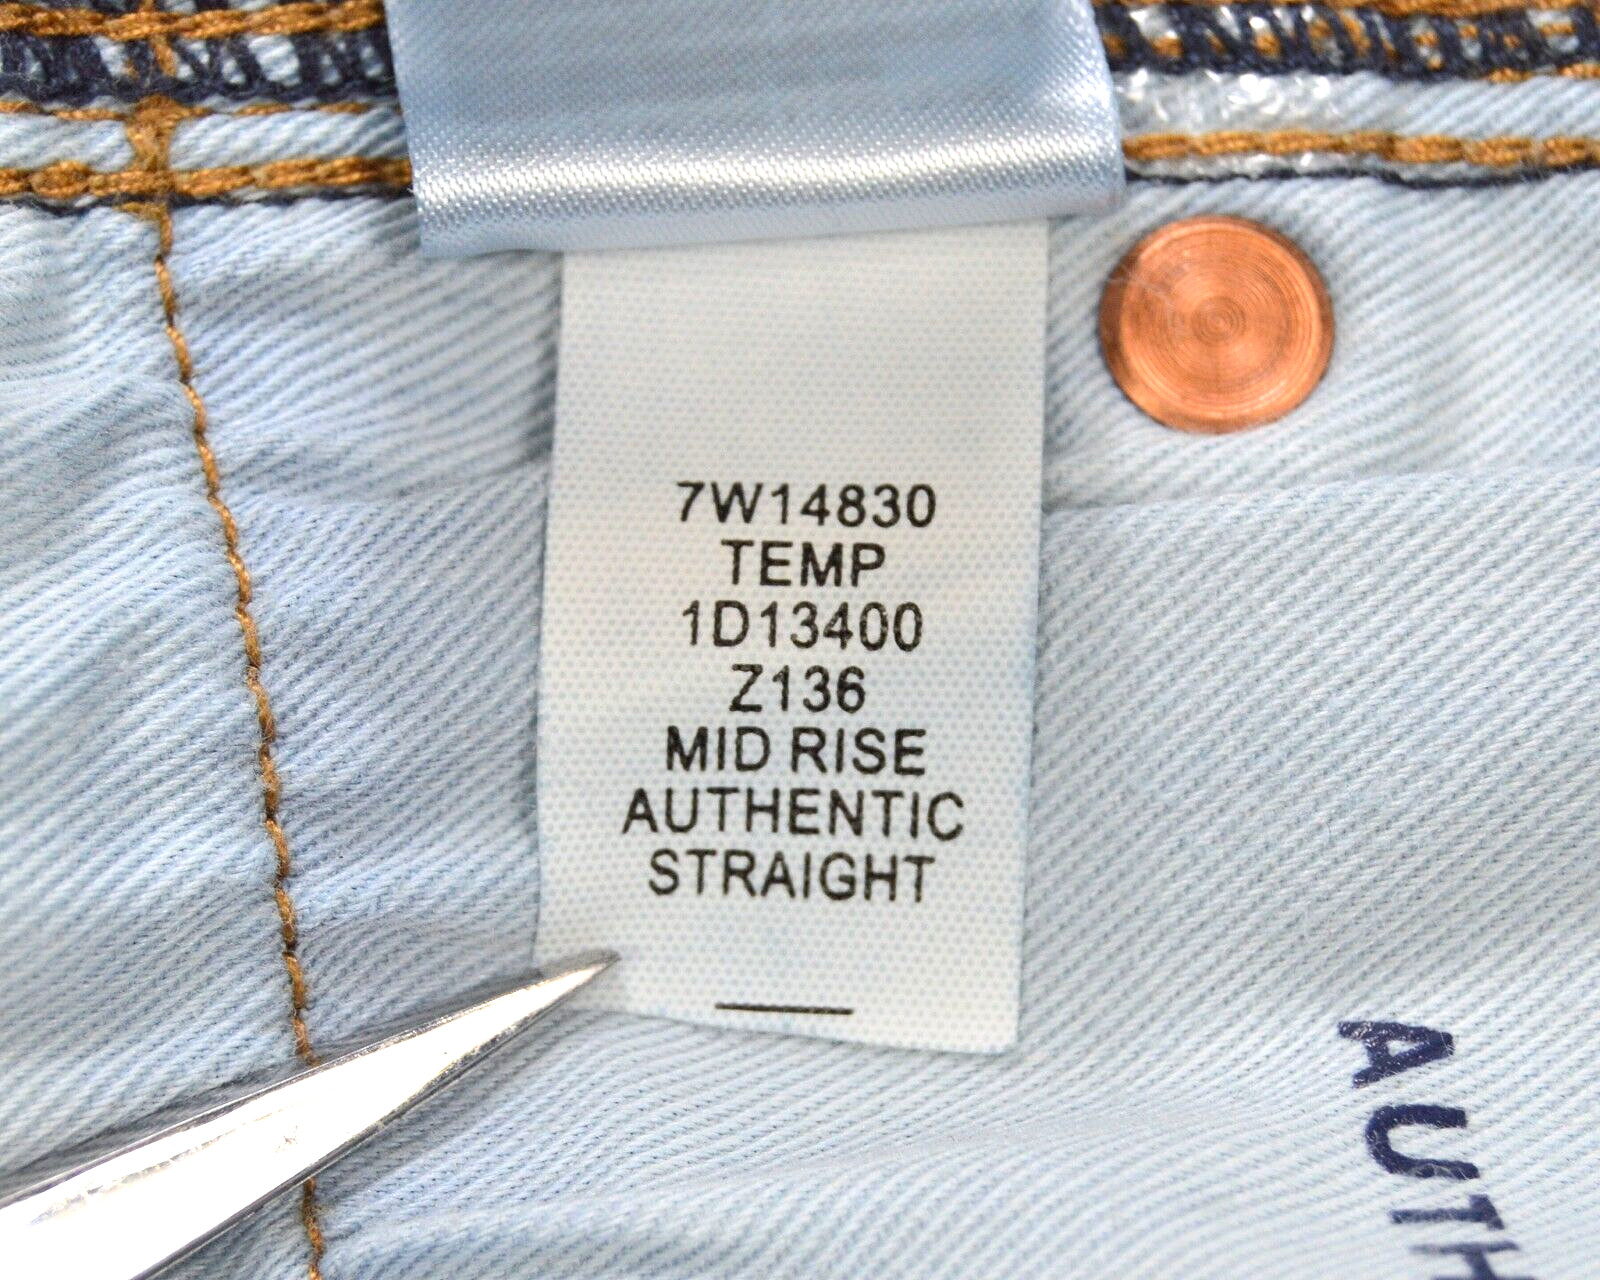 7W14830
TEMP
1D13400
Z136
MID RISE
AUTHENTIC
STRAIGHT
AUTH